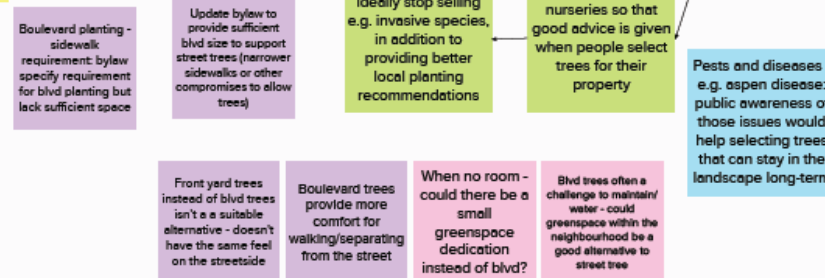 Boulevard planting -
sidewalk
requirement: bylaw
specify requirement
for blvd planting but
lack sufficient space
Update bylaw to
provide sufficient
blvd size to support
street trees (narrower
sidewalks or other
compromises to allow
trees)
ideally stop selling
e.g. invasive species,
in addition to
providing better
local planting
recommendations
nurseries so that
good advice is given
when people select
trees for their
property
Pests and diseases
e.g. aspen disease:
public awareness of
those issues would
help selecting trees
that can stay in the
landscape long-term
Front yard trees
instead of blvd trees
isn't a a suitable
alternative - doesn't
have the same feel
on the streetside
Boulevard trees
provide more
comfort for
walking/separating
from the street
When no room -
could there be a
small
greenspace
dedication
instead of blvd?
Blvd trees often a
challenge to maintain/
water - could
greenspace within the
neighbourhood be a
good alternative to
street tree